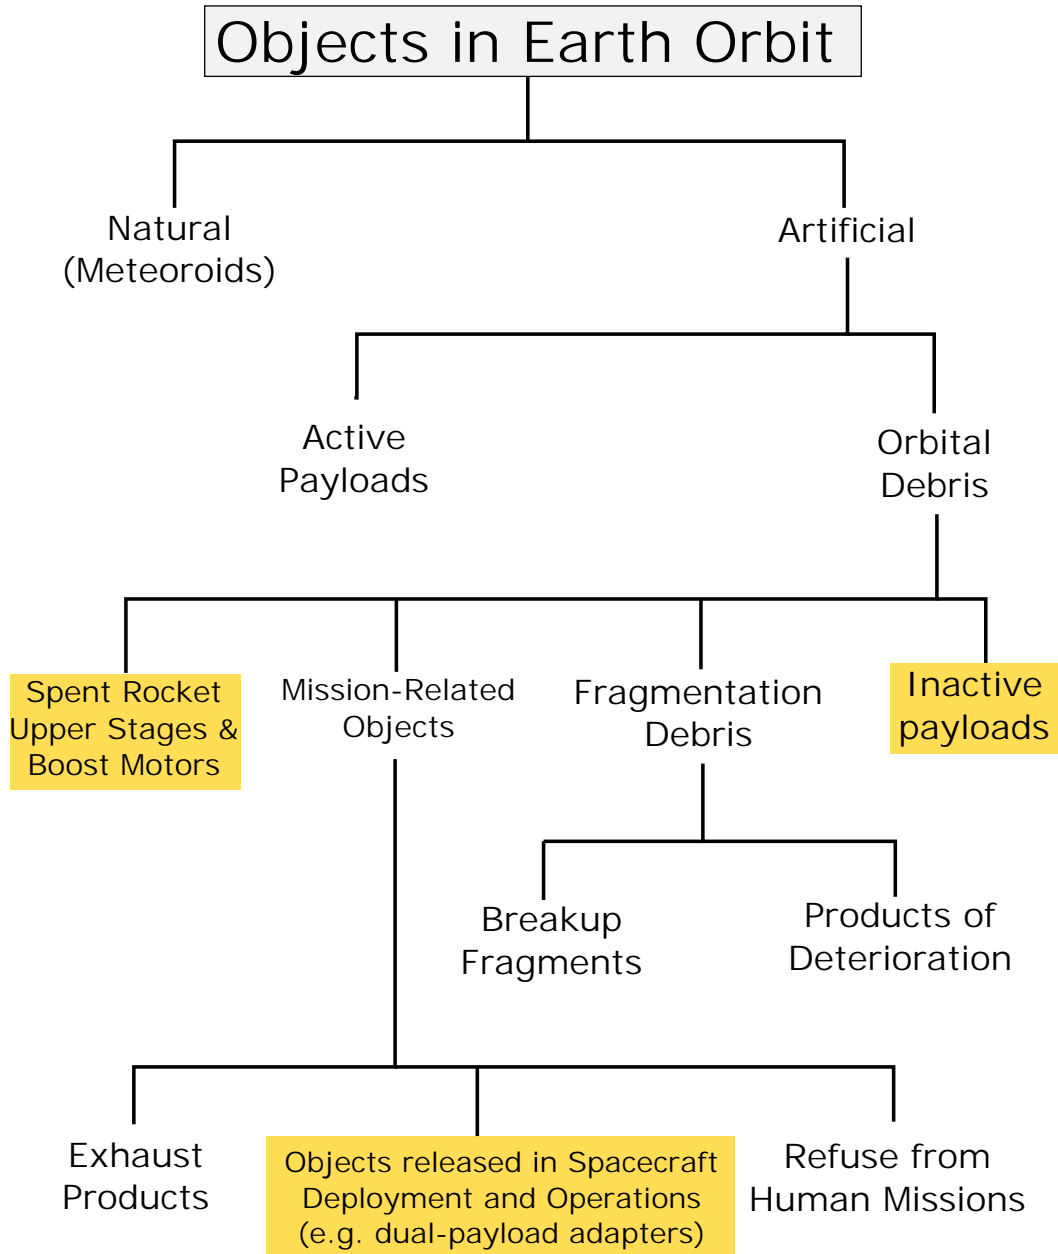 Objects in Earth Orbit
Natural
(Meteoroids)
Artificial
Active
Payloads
Orbital
Debris
Spent Rocket
Upper Stages &
Boost Motors
Mission-Related
Objects
Fragmentation
Debris
Inactive
payloads
Breakup
Fragments
Products of
Deterioration
Exhaust
Products
Objects released in Spacecraft
Deployment and Operations
(e.g. dual-payload adapters)
Refuse from
Human Missions